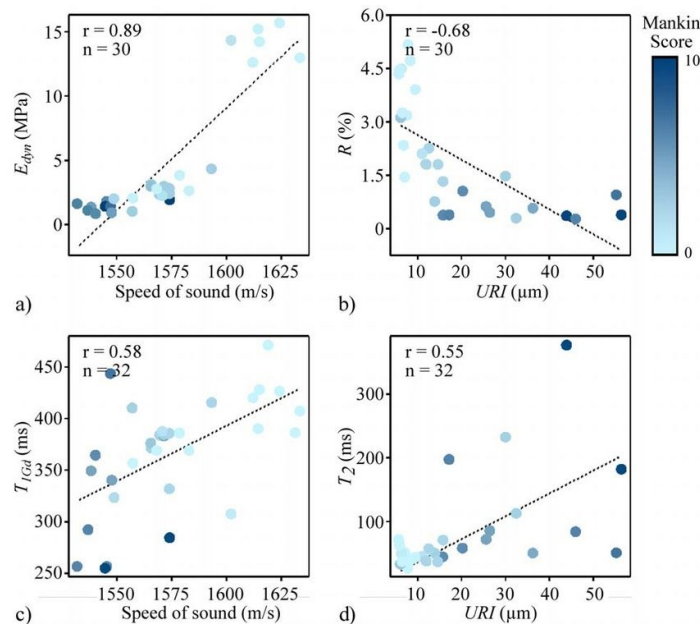 r = 0.89
n = 30
15
10
5
0
E_dyn (MPa)
1550
1575
1600
1625
Speed of sound (m/s)
a)
r = -0.68
n = 30
6.0
4.5
3.0
1.5
0
R (%)
10
20
30
40
50
URI (µm)
b)
Mankin
Score
10
0
r = 0.58
n = 32
450
400
350
300
250
T_1Gd (ms)
1550
1575
1600
1625
Speed of sound (m/s)
c)
r = 0.55
n = 32
300
200
100
T_2 (ms)
10
20
30
40
50
URI (µm)
d)